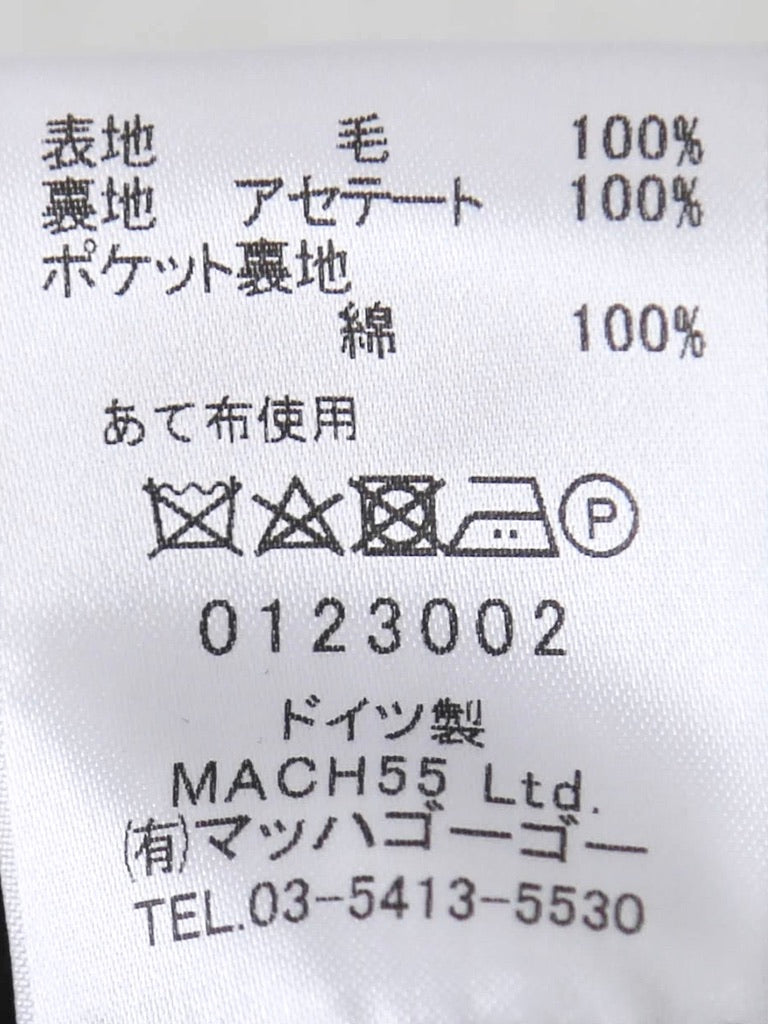 表地 毛 100%
裏地 アセテート 100%
ポケット裏地
綿 100%
あて布使用
P
0123002
ドイツ製
MACH55 Ltd.
(有)マッハゴーゴー
TEL.03-5413-5530